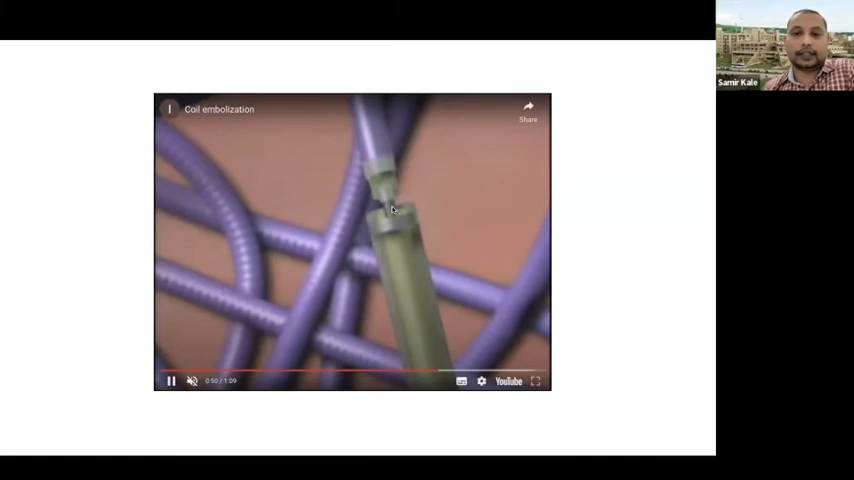 Samir Kale
Coil embolization
Share
0:50 / 1:09
YouTube